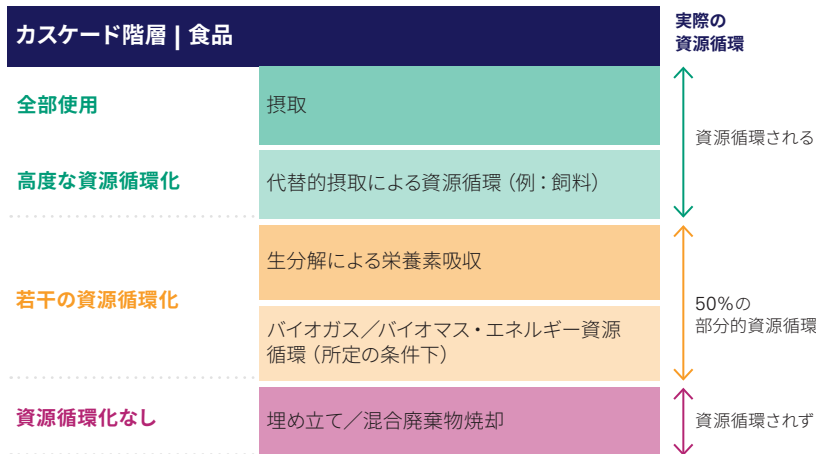 カスケード階層 | 食品
実際の
資源循環
全部使用
摂取
資源循環される
高度な資源循環化
代替的摂取による資源循環（例：飼料）
生分解による栄養素吸収
若干の資源循環化
50%の
部分的資源循環
バイオガス／バイオマス・エネルギー資源
循環（所定の条件下）
資源循環化なし
埋め立て／混合廃棄物焼却
資源循環されず